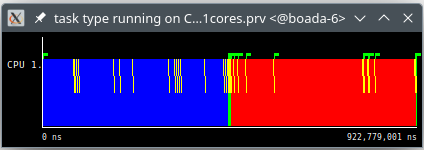 task type running on C...1cores.prv <@boada-6>
CPU 1.
0 ns
922,779,001 ns